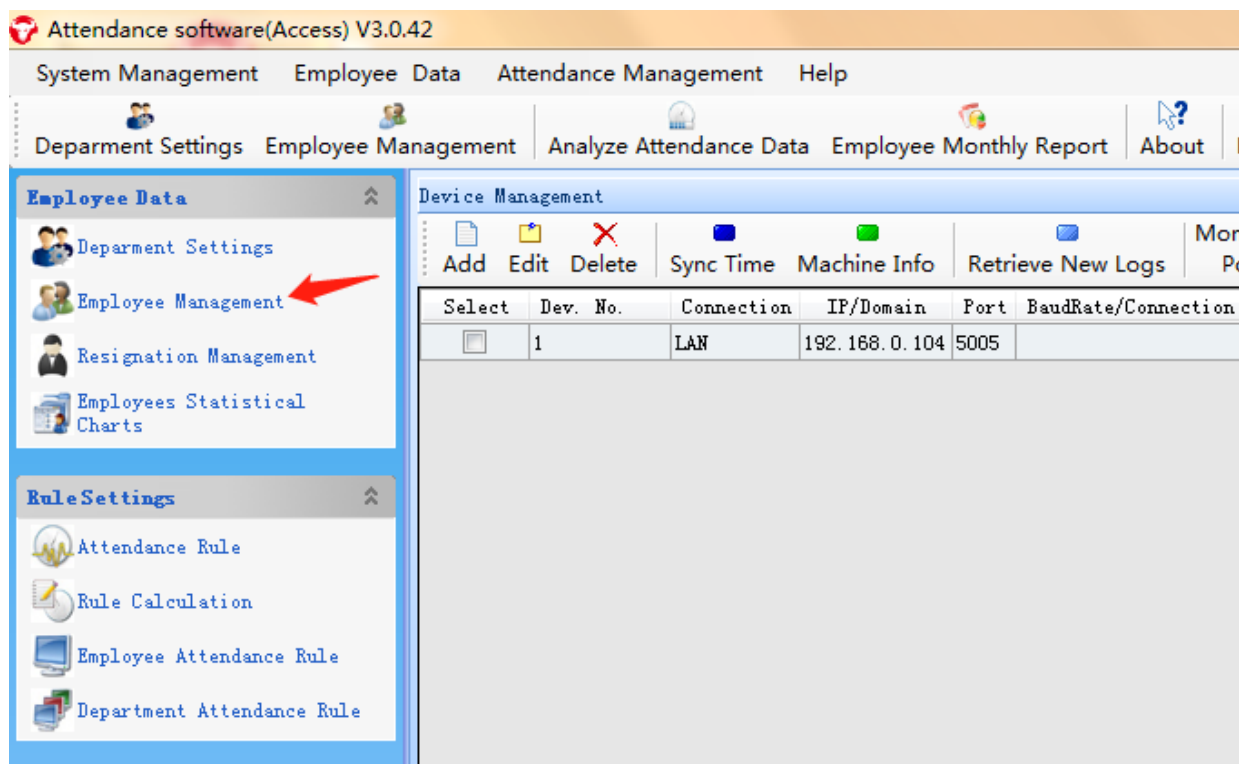 Attendance software(Access) V3.0.42
System Management Employee Data Attendance Management Help
Deparment Settings Employee Management Analyze Attendance Data Employee Monthly Report About
Employee Data
Deparment Settings
Employee Management
Resignation Management
Employees Statistical
Charts
RuleSettings
Attendance Rule
Rule Calculation
Employee Attendance Rule
Department Attendance Rule
Device Management
Add Edit Delete Sync Time Machine Info Retrieve New Logs
Select Dev. No. Connection IP/Domain Port BaudRate/Connection
1 LAN 192.168.0.104 5005